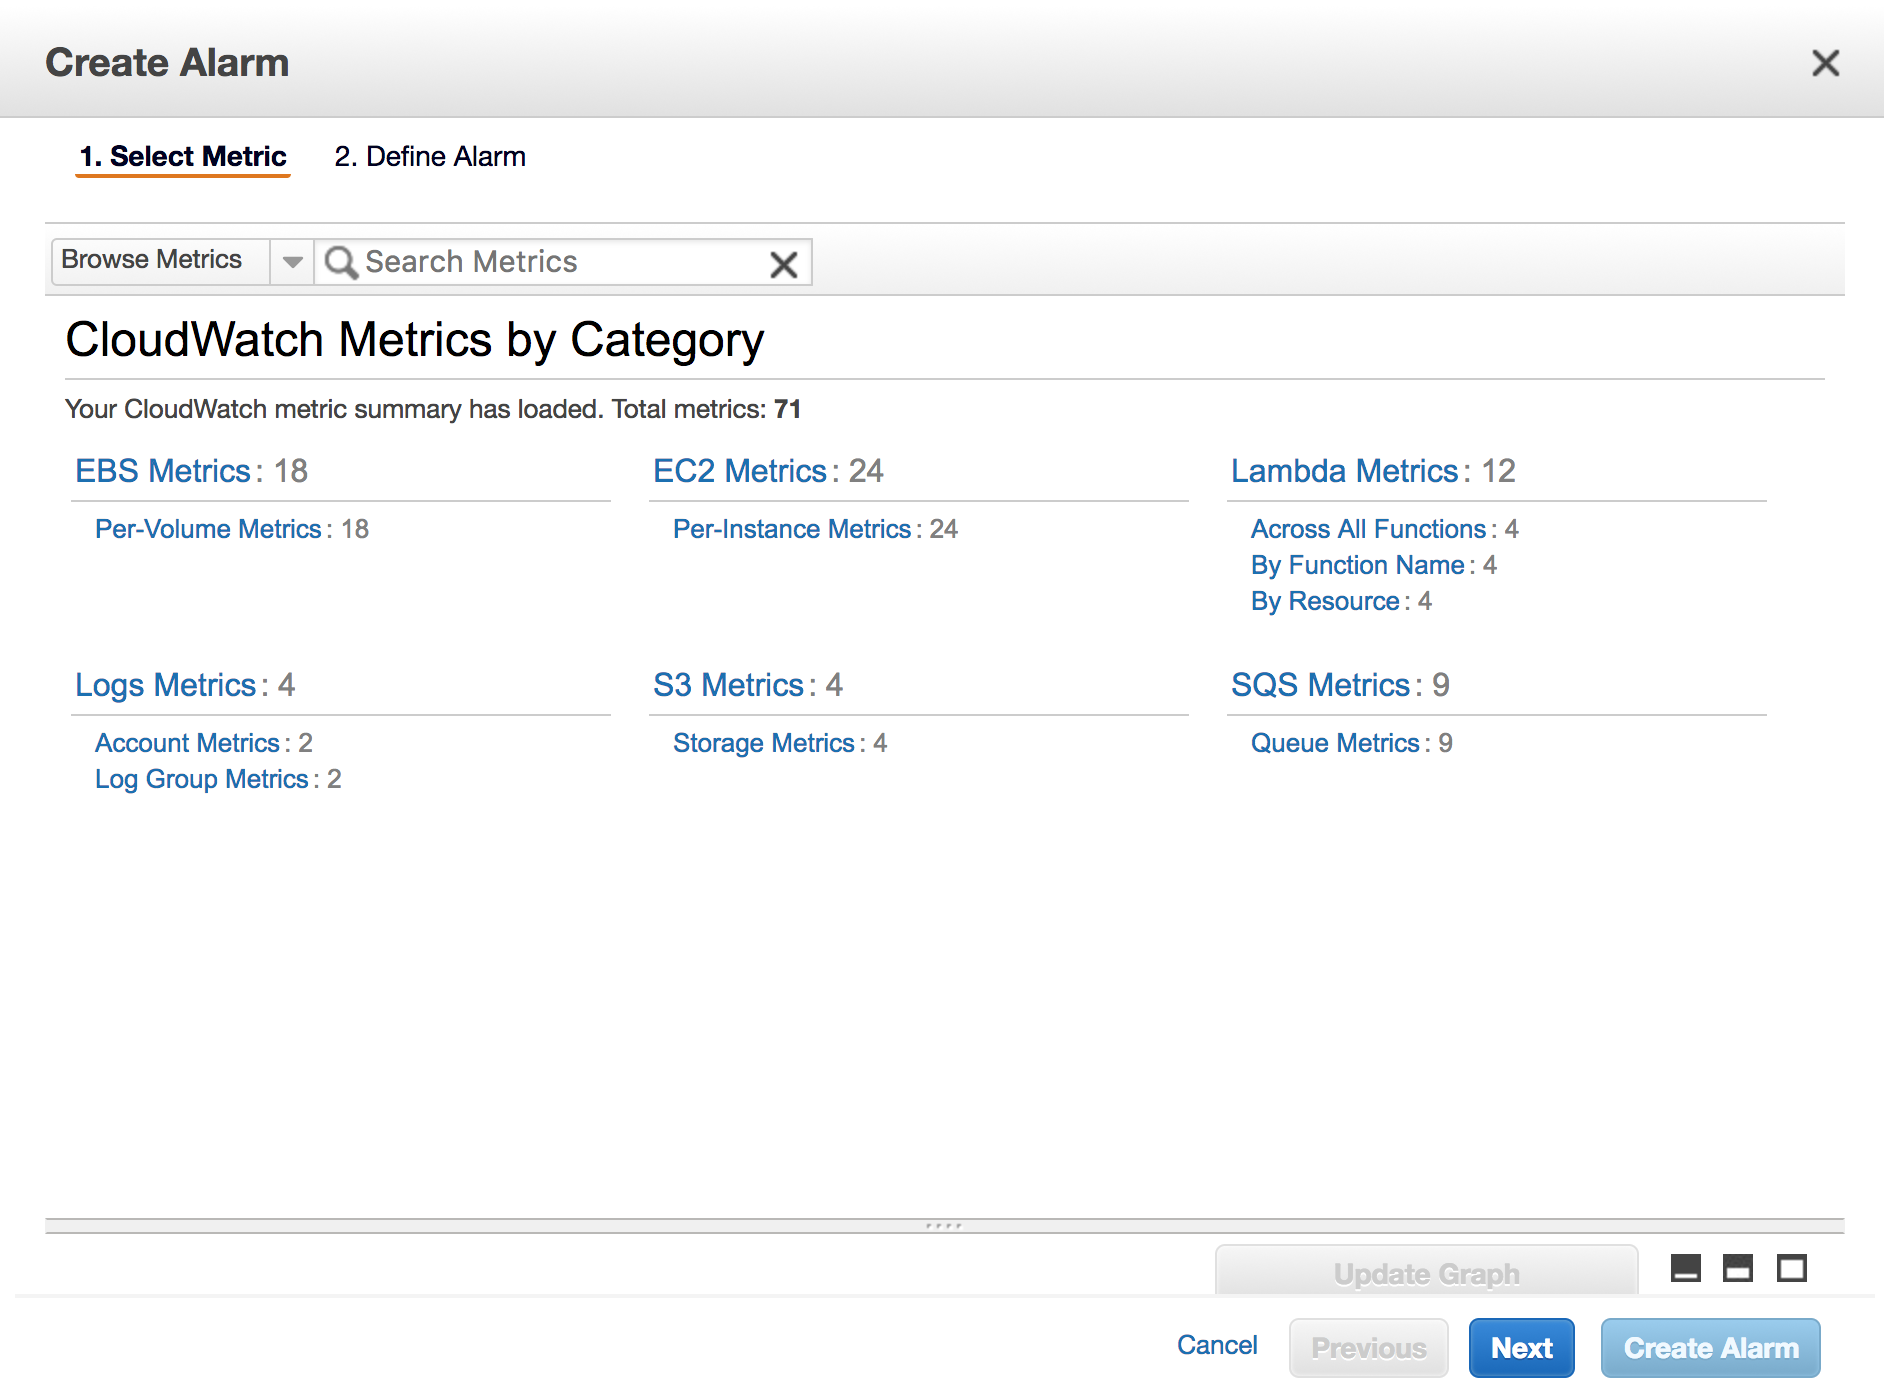 Create Alarm
1. Select Metric 2. Define Alarm
Browse Metrics Search Metrics
CloudWatch Metrics by Category
Your CloudWatch metric summary has loaded. Total metrics: 71
EBS Metrics: 18
Per-Volume Metrics: 18
EC2 Metrics: 24
Per-Instance Metrics: 24
Lambda Metrics: 12
Across All Functions: 4
By Function Name: 4
By Resource: 4
Logs Metrics: 4
Account Metrics: 2
Log Group Metrics: 2
S3 Metrics: 4
Storage Metrics: 4
SQS Metrics: 9
Queue Metrics: 9
Update Graph
Cancel Previous Next Create Alarm